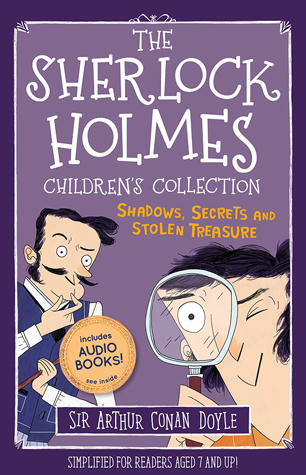 THE
SHERLOCK
HOLMES
CHILDREN'S COLLECTION
SHADOWS, SECRETS AND
STOLEN TREASURE
includes
AUDIO
BOOKS!
see inside
SIR ARTHUR CONAN DOYLE
SIMPLIFIED FOR READERS AGED 7 AND UP!